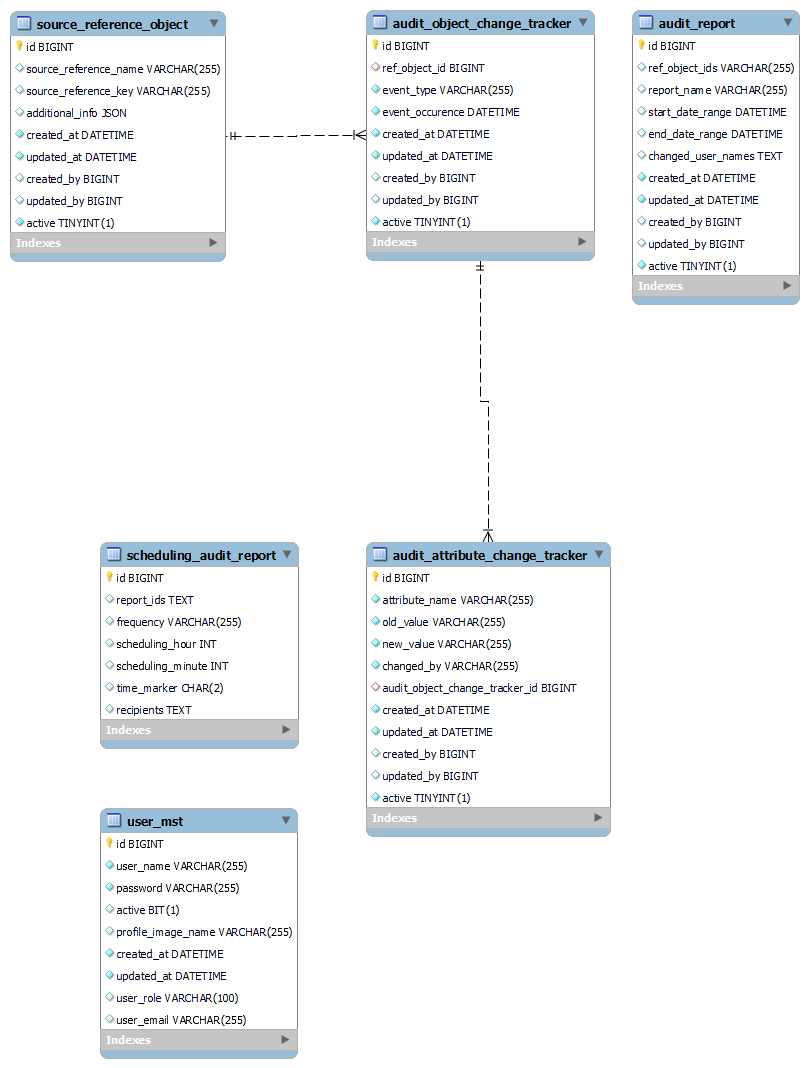 source_reference_object
id BIGINT
source_reference_name VARCHAR(255)
source_reference_key VARCHAR(255)
additional_info JSON
created_at DATETIME
updated_at DATETIME
created_by BIGINT
updated_by BIGINT
active TINYINT(1)
Indexes
audit_object_change_tracker
id BIGINT
ref_object_id BIGINT
event_type VARCHAR(255)
event_occurence DATETIME
created_at DATETIME
updated_at DATETIME
created_by BIGINT
updated_by BIGINT
active TINYINT(1)
Indexes
audit_report
id BIGINT
ref_object_ids VARCHAR(255)
report_name VARCHAR(255)
start_date_range DATETIME
end_date_range DATETIME
changed_user_names TEXT
created_at DATETIME
updated_at DATETIME
created_by BIGINT
updated_by BIGINT
active TINYINT(1)
Indexes
scheduling_audit_report
id BIGINT
report_ids TEXT
frequency VARCHAR(255)
scheduling_hour INT
scheduling_minute INT
time_marker CHAR(2)
recipients TEXT
Indexes
audit_attribute_change_tracker
id BIGINT
attribute_name VARCHAR(255)
old_value VARCHAR(255)
new_value VARCHAR(255)
changed_by VARCHAR(255)
audit_object_change_tracker_id BIGINT
created_at DATETIME
updated_at DATETIME
created_by BIGINT
updated_by BIGINT
active TINYINT(1)
Indexes
user_mst
id BIGINT
user_name VARCHAR(255)
password VARCHAR(255)
active BIT(1)
profile_image_name VARCHAR(255)
created_at DATETIME
updated_at DATETIME
user_role VARCHAR(100)
user_email VARCHAR(255)
Indexes